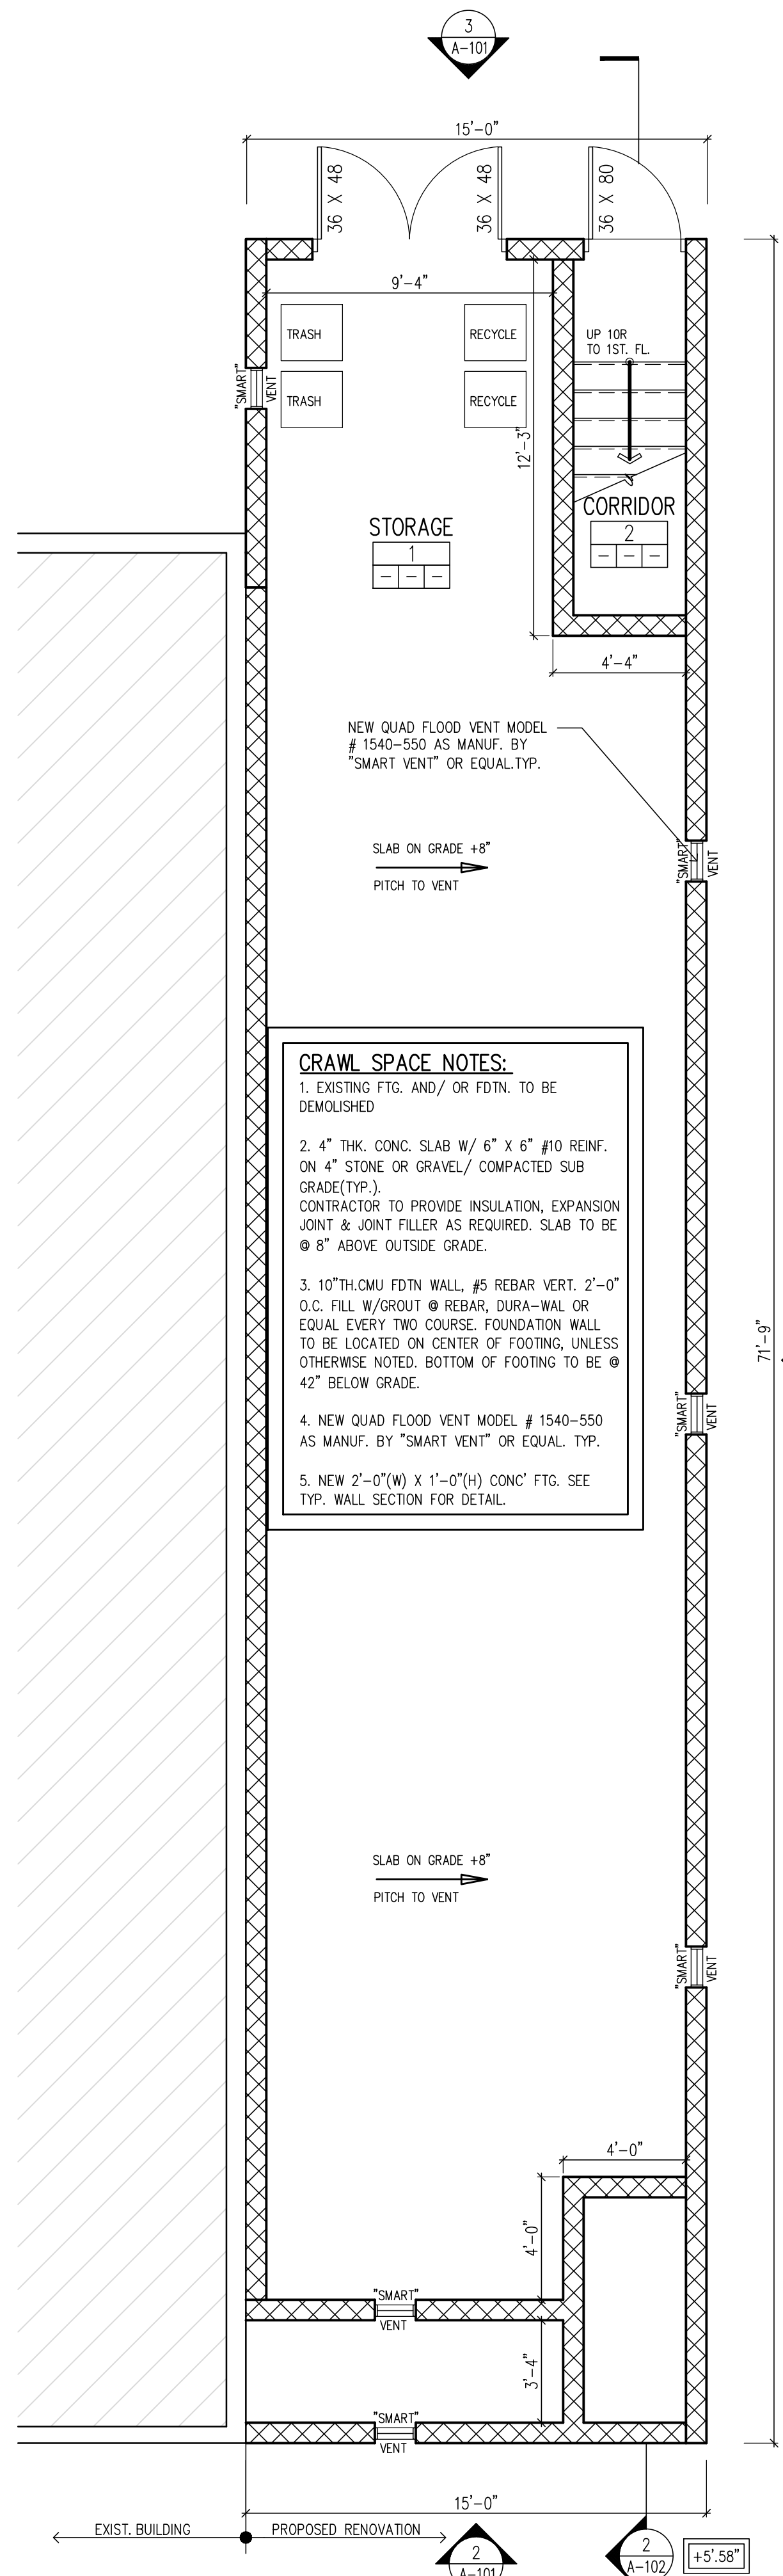 3
A-101
15'-0"
36 X 48
36 X 48
36 X 80
9'-4"
TRASH
RECYCLE
UP 10R
TO 1ST. FL.
"SMART"
VENT
TRASH
RECYCLE
12'-3"
STORAGE
1
- - -
CORRIDOR
2
- - -
4'-4"
NEW QUAD FLOOD VENT MODEL
# 1540-550 AS MANUF. BY
"SMART VENT" OR EQUAL.TYP.
SLAB ON GRADE +8"
PITCH TO VENT
"SMART"
VENT
CRAWL SPACE NOTES:
1. EXISTING FTG. AND/ OR FDTN. TO BE
DEMOLISHED
2. 4" THK. CONC. SLAB W/ 6" X 6" #10 REINF.
ON 4" STONE OR GRAVEL/ COMPACTED SUB
GRADE(TYP.).
CONTRACTOR TO PROVIDE INSULATION, EXPANSION
JOINT & JOINT FILLER AS REQUIRED. SLAB TO BE
@ 8" ABOVE OUTSIDE GRADE.
3. 10"TH.CMU FDTN WALL, #5 REBAR VERT. 2'-0"
O.C. FILL W/GROUT @ REBAR, DURA-WAL OR
EQUAL EVERY TWO COURSE. FOUNDATION WALL
TO BE LOCATED ON CENTER OF FOOTING, UNLESS
OTHERWISE NOTED. BOTTOM OF FOOTING TO BE @
42" BELOW GRADE.
4. NEW QUAD FLOOD VENT MODEL # 1540-550
AS MANUF. BY "SMART VENT" OR EQUAL. TYP.
5. NEW 2'-0"(W) X 1'-0"(H) CONC' FTG. SEE
TYP. WALL SECTION FOR DETAIL.
71'-9"
"SMART"
VENT
SLAB ON GRADE +8"
PITCH TO VENT
"SMART"
VENT
4'-0"
4'-0"
"SMART"
VENT
3'-4"
"SMART"
VENT
15'-0"
EXIST. BUILDING
PROPOSED RENOVATION
2
A-101
2
A-102
+5'.58"